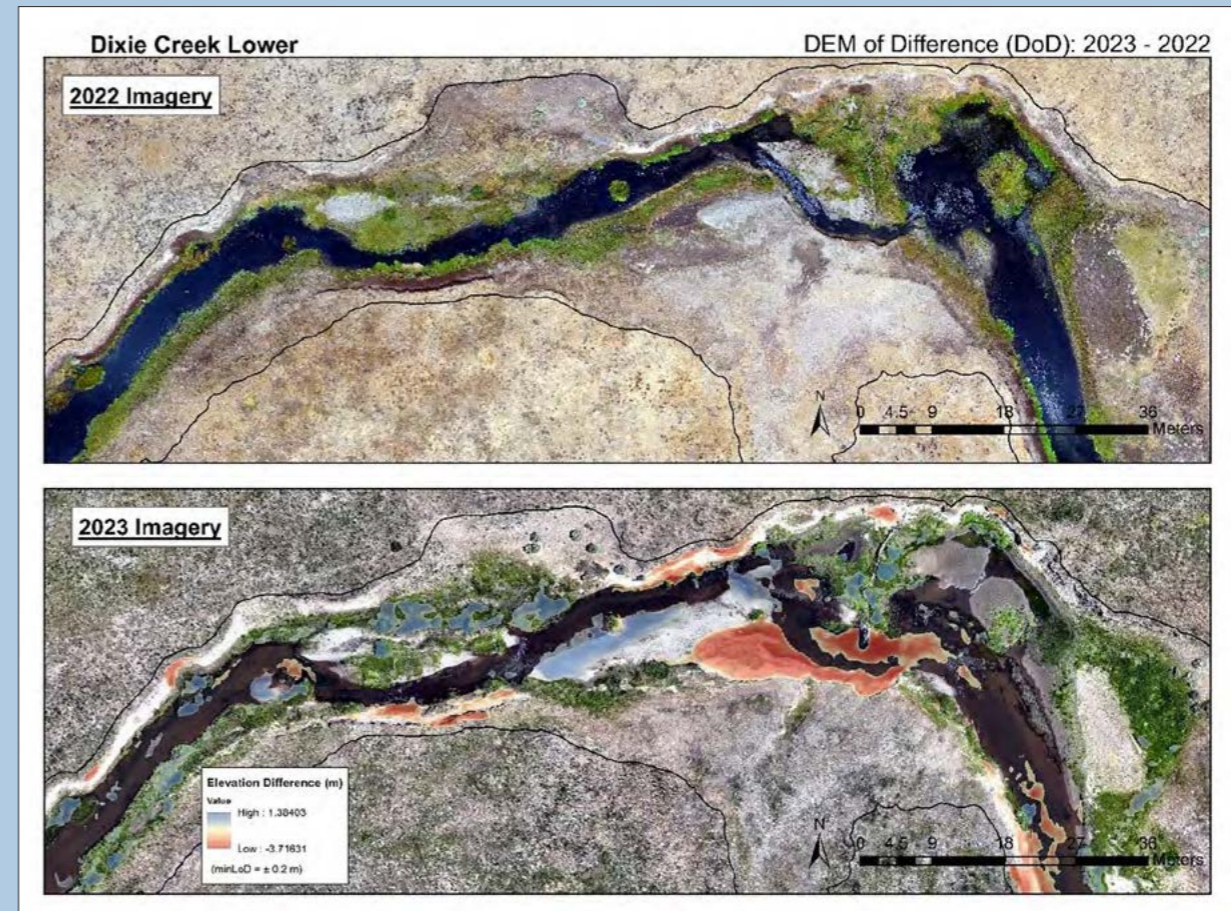 Dixie Creek Lower
DEM of Difference (DoD): 2023 - 2022
2022 Imagery
N
0 4.5 9 18 27 36
Meters
2023 Imagery
Elevation Difference (m)
Value
High : 1.38403
Low : -3.71631
(minLoD = ± 0.2 m)
N
0 4.5 9 18 27 36
Meters